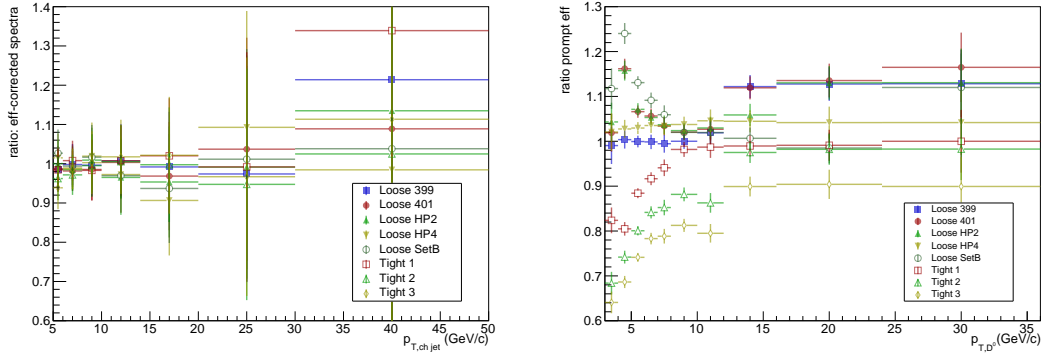 ratio: eff-corrected spectra
1.4
1.3
1.2
1.1
1
0.9
0.8
0.7
0.6
Loose 399
Loose 401
Loose HP2
Loose HP4
Loose SetB
Tight 1
Tight 2
Tight 3
5 10 15 20 25 30 35 40 45 50
p_T,ch jet (GeV/c)
ratio prompt eff
1.3
1.2
1.1
1
0.9
0.8
0.7
0.6
Loose 399
Loose 401
Loose HP2
Loose HP4
Loose SetB
Tight 1
Tight 2
Tight 3
5 10 15 20 25 30 35
p_T,D⁰ (GeV/c)